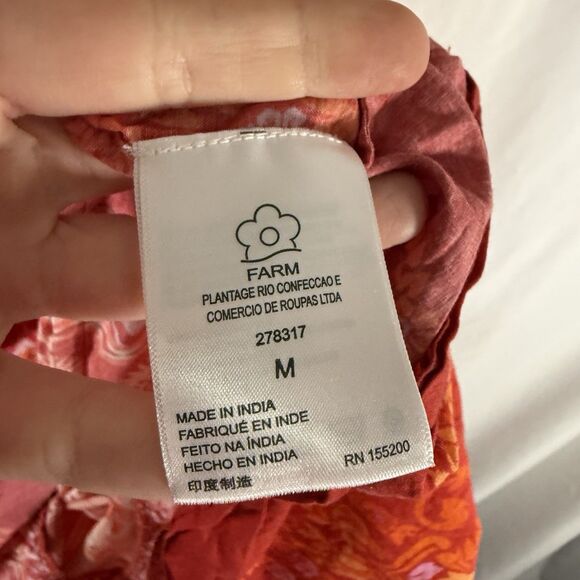 FARM
PLANTAGE RIO CONFECCAO E
COMERCIO DE ROUPAS LTDA
278317
M
MADE IN INDIA
FABRIQUÉ EN INDE
FEITO NA ÍNDIA
HECHO EN INDIA
印度制造
RN 155200